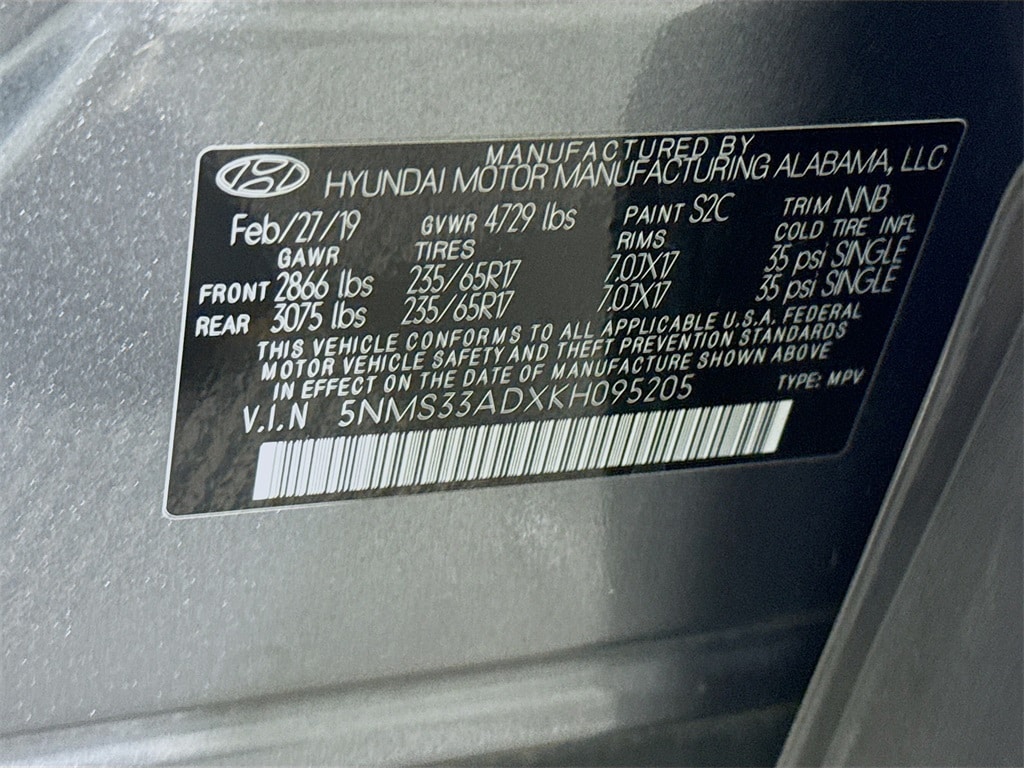 MANUFACTURED BY
HYUNDAI MOTOR MANUFACTURING ALABAMA, LLC
Feb/27/19 GVWR 4729 lbs PAINT S2C TRIM NNB
GAWR TIRES RIMS COLD TIRE INFL
FRONT 2866 lbs 235/65R17 7.0JX17 35 psi SINGLE
REAR 3075 lbs 235/65R17 7.0JX17 35 psi SINGLE
THIS VEHICLE CONFORMS TO ALL APPLICABLE U.S.A. FEDERAL
MOTOR VEHICLE SAFETY AND THEFT PREVENTION STANDARDS
IN EFFECT ON THE DATE OF MANUFACTURE SHOWN ABOVE
V.I.N 5NMS33ADXKH095205 TYPE: MPV